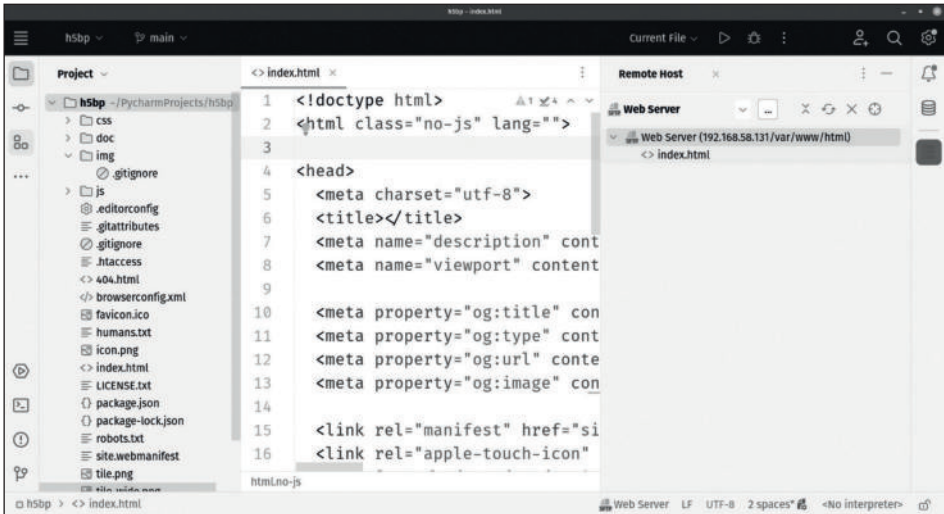 h5bp – index.html
h5bp
main
Current File
Project
h5bp ~/PycharmProjects/h5bp
css
doc
img
.gitignore
js
.editorconfig
.gitattributes
.gitignore
.htaccess
404.html
browserconfig.xml
favicon.ico
humans.txt
icon.png
index.html
LICENSE.txt
package.json
package-lock.json
robots.txt
site.webmanifest
tile.png
tile-wide.png
<> index.html
1 <!doctype html>
1 4
2 <html class="no-js" lang="">
3
4 <head>
5 <meta charset="utf-8">
6 <title></title>
7 <meta name="description" cont
8 <meta name="viewport" content
9
10 <meta property="og:title" con
11 <meta property="og:type" cont
12 <meta property="og:url" conte
13 <meta property="og:image" con
14
15 <link rel="manifest" href="si
16 <link rel="apple-touch-icon"
html.no-js
Remote Host
Web Server
...
Web Server (192.168.58.131/var/www/html)
<> index.html
h5bp > <> index.html
Web Server LF UTF-8 2 spaces* <No interpreter>